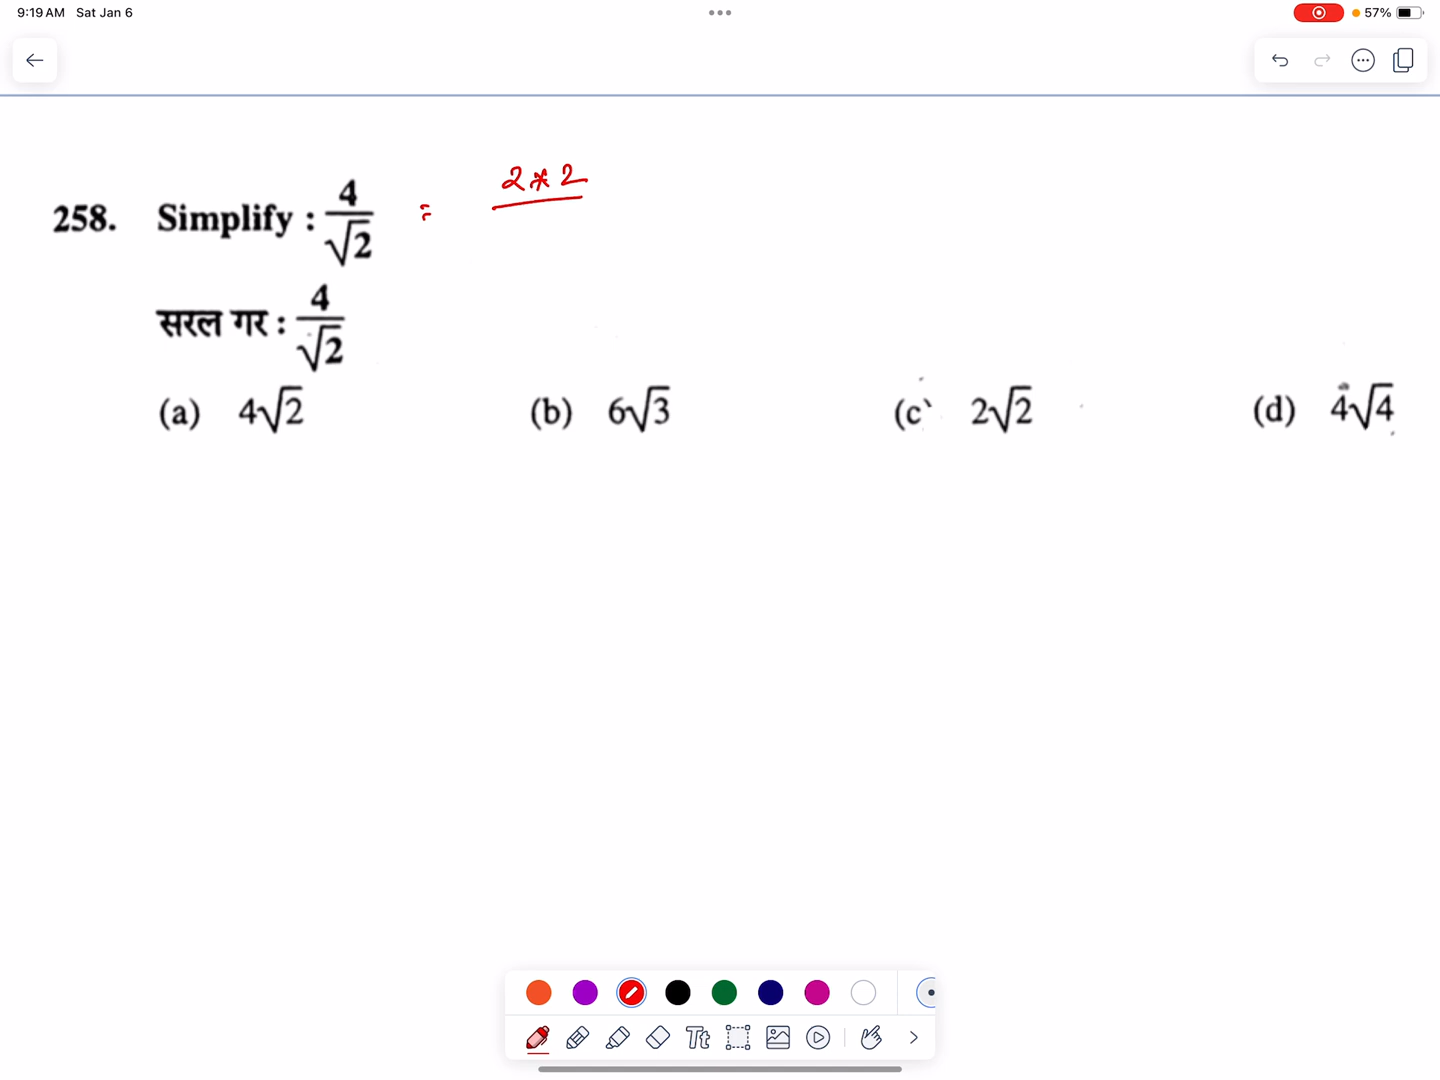 9:19 AM Sat Jan 6
57%
258. Simplify : 4/√2 = 2*2
सरल गर : 4/√2
(a) 4√2 (b) 6√3 (c) 2√2 (d) 4√4
Tt